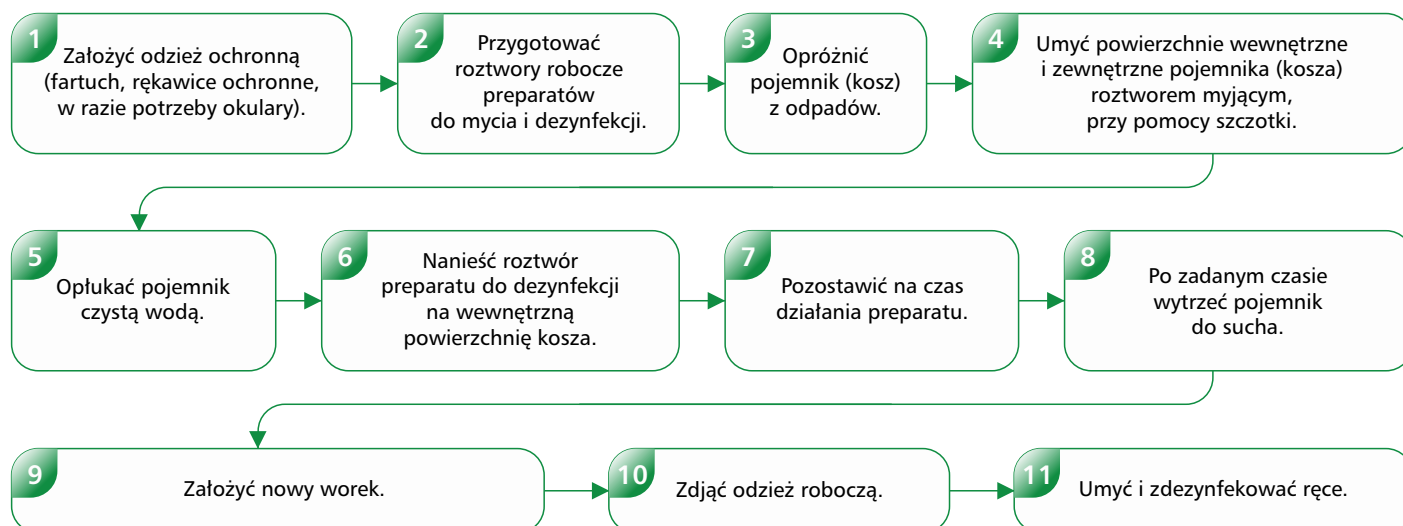 1
Założyć odzież ochronną
(fartuch, rękawice ochronne,
w razie potrzeby okulary).
2
Przygotować
roztwory robocze
preparatów
do mycia i dezynfekcji.
3
Opróżnić
pojemnik (kosz)
z odpadów.
4
Umyć powierzchnie wewnętrzne
i zewnętrzne pojemnika (kosza)
roztworem myjącym,
przy pomocy szczotki.
5
Opłukać pojemnik
czystą wodą.
6
Nanieść roztwór
preparatu do dezynfekcji
na wewnętrzną
powierzchnię kosza.
7
Pozostawić na czas
działania preparatu.
8
Po zadanym czasie
wytrzeć pojemnik
do sucha.
9
Założyć nowy worek.
10
Zdjąć odzież roboczą.
11
Umyć i zdezynfekować ręce.